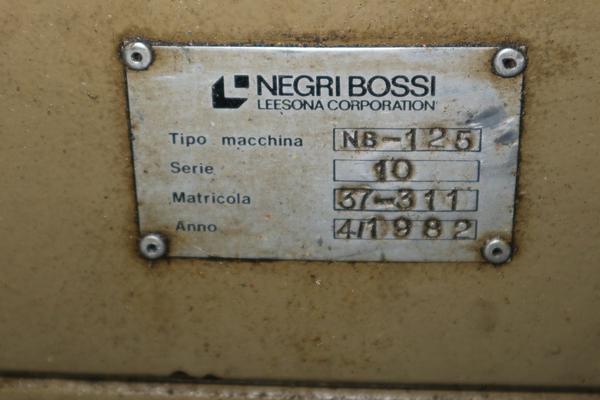 NEGRI BOSSI
LEESONA CORPORATION
Tipo macchina NB-125
Serie 10
Matricola 37-311
Anno 4/1982